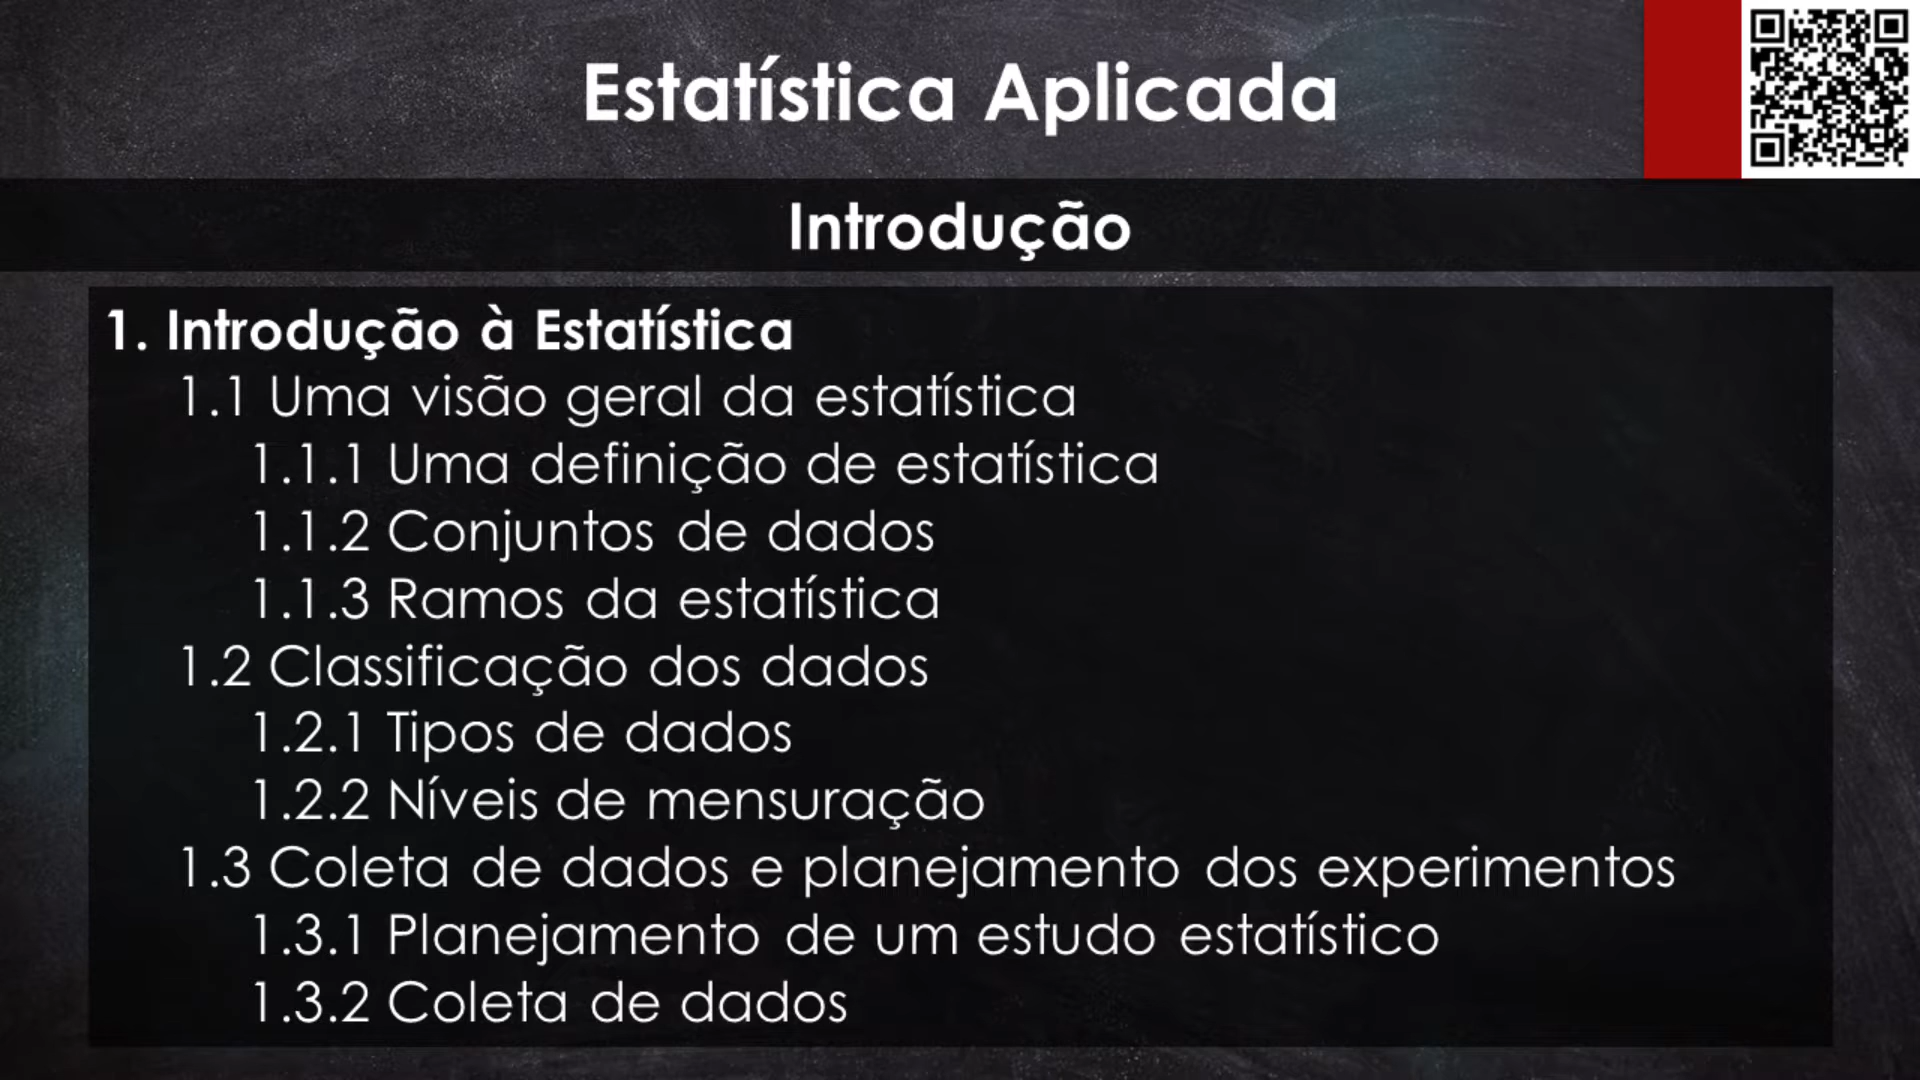 Estatística Aplicada
Introdução
1. Introdução à Estatística
1.1 Uma visão geral da estatística
1.1.1 Uma definição de estatística
1.1.2 Conjuntos de dados
1.1.3 Ramos da estatística
1.2 Classificação dos dados
1.2.1 Tipos de dados
1.2.2 Níveis de mensuração
1.3 Coleta de dados e planejamento dos experimentos
1.3.1 Planejamento de um estudo estatístico
1.3.2 Coleta de dados